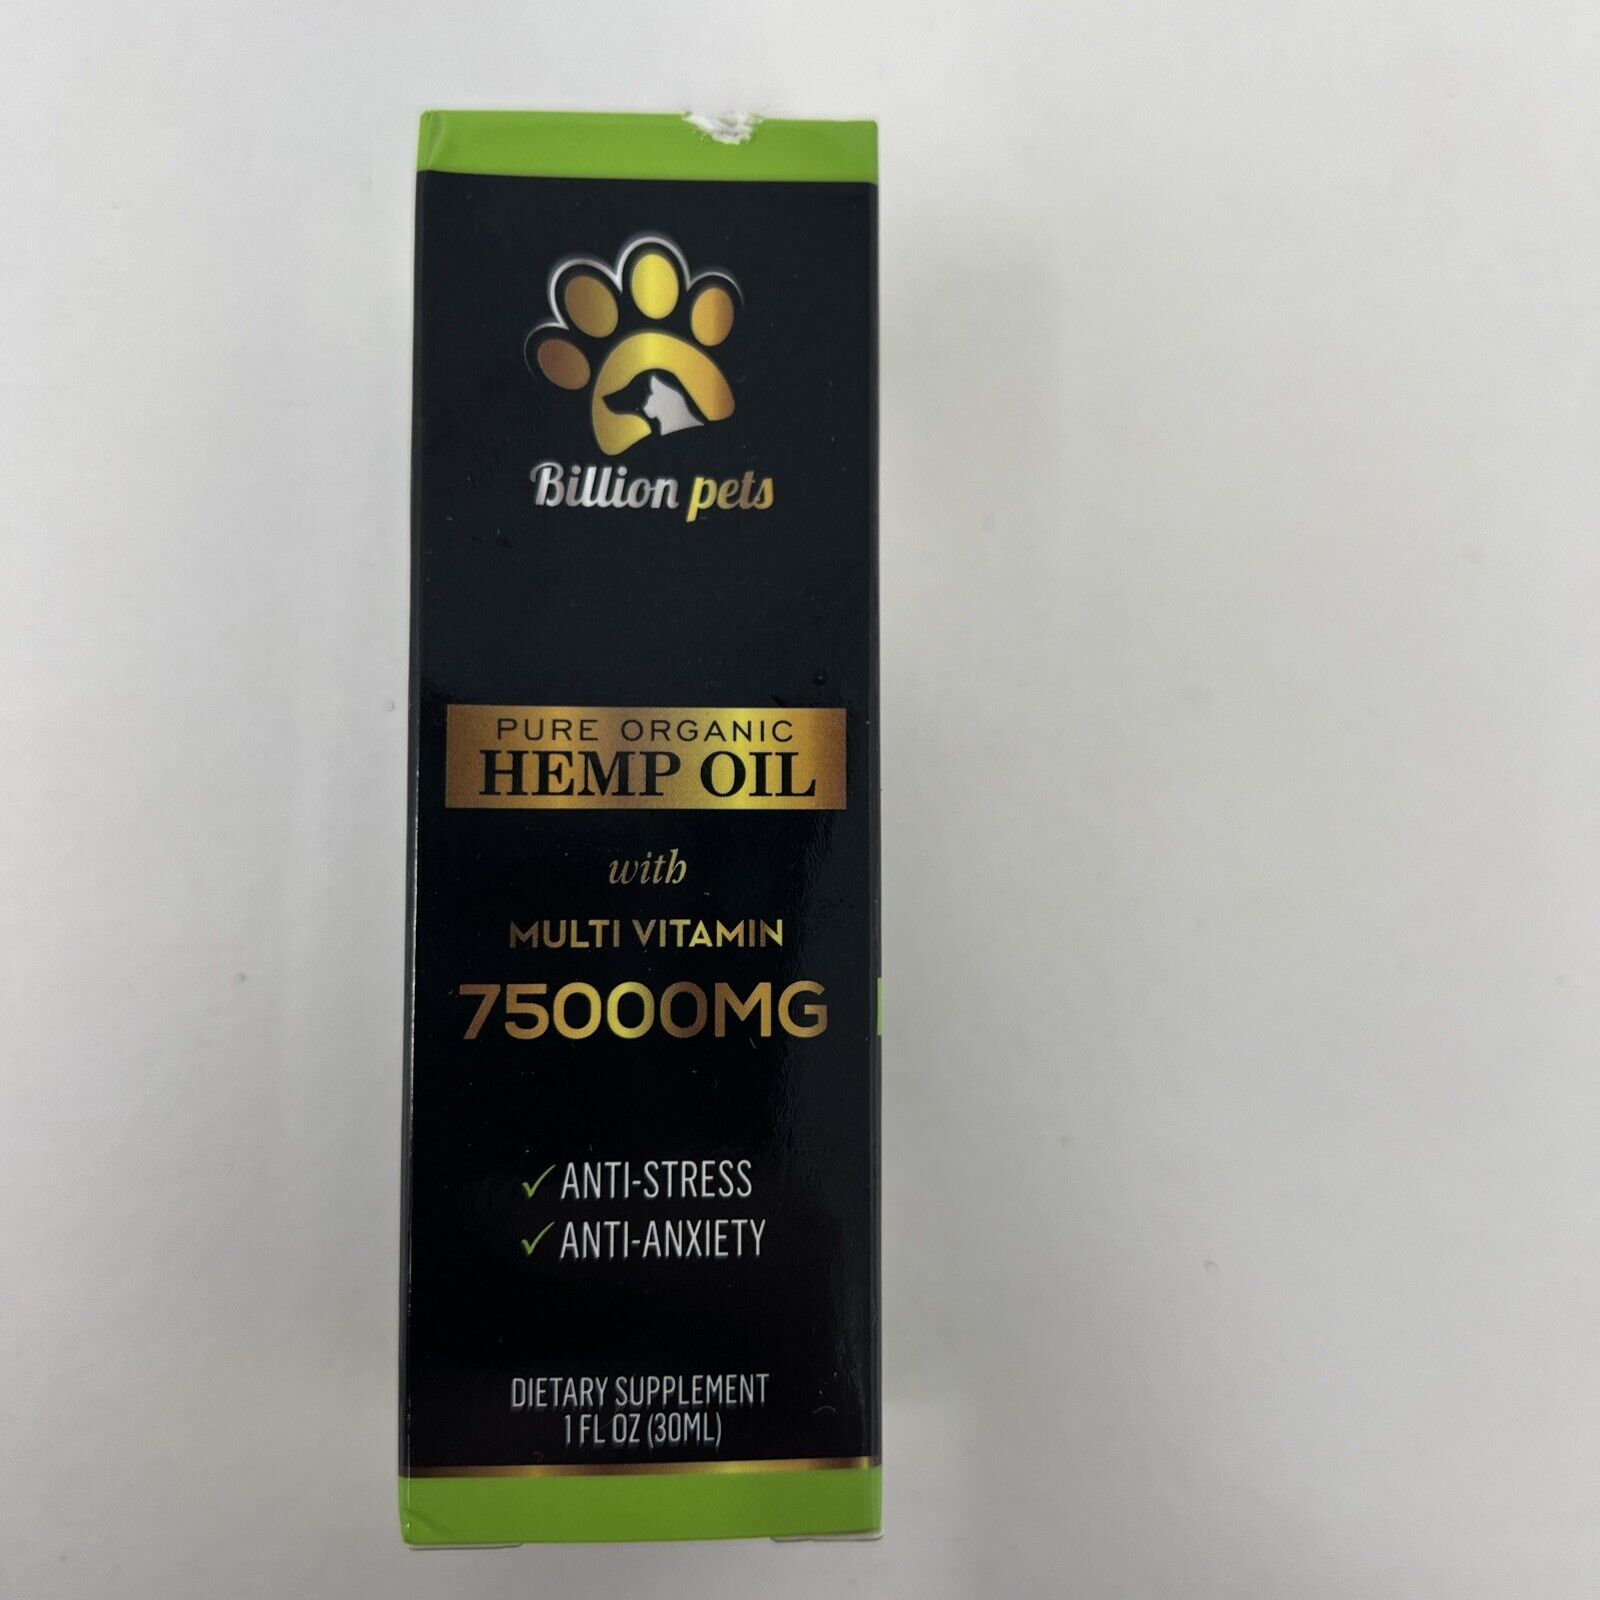 Billion pets
PURE ORGANIC
HEMP OIL
with
MULTI VITAMIN
75000MG
✓ ANTI-STRESS
✓ ANTI-ANXIETY
DIETARY SUPPLEMENT
1 FL OZ (30ML)